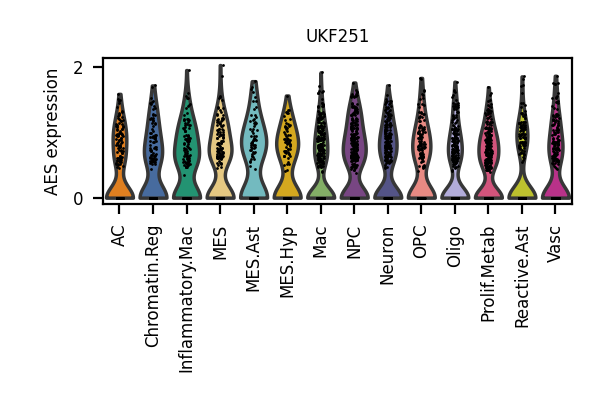 UKF251
AES expression
2
0
AC
Chromatin.Reg
Inflammatory.Mac
MES
MES.Ast
MES.Hyp
Mac
NPC
Neuron
OPC
Oligo
Prolif.Metab
Reactive.Ast
Vasc